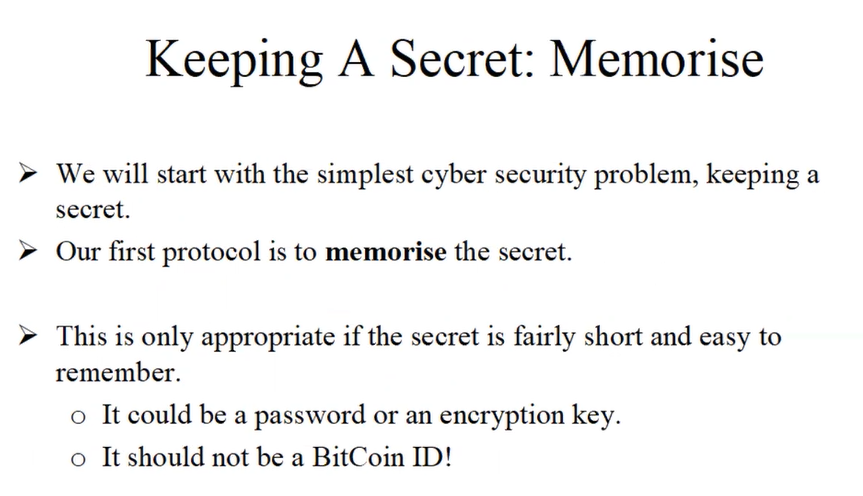 Keeping A Secret: Memorise
➢ We will start with the simplest cyber security problem, keeping a
secret.
➢ Our first protocol is to memorise the secret.
➢ This is only appropriate if the secret is fairly short and easy to
remember.
o It could be a password or an encryption key.
o It should not be a BitCoin ID!